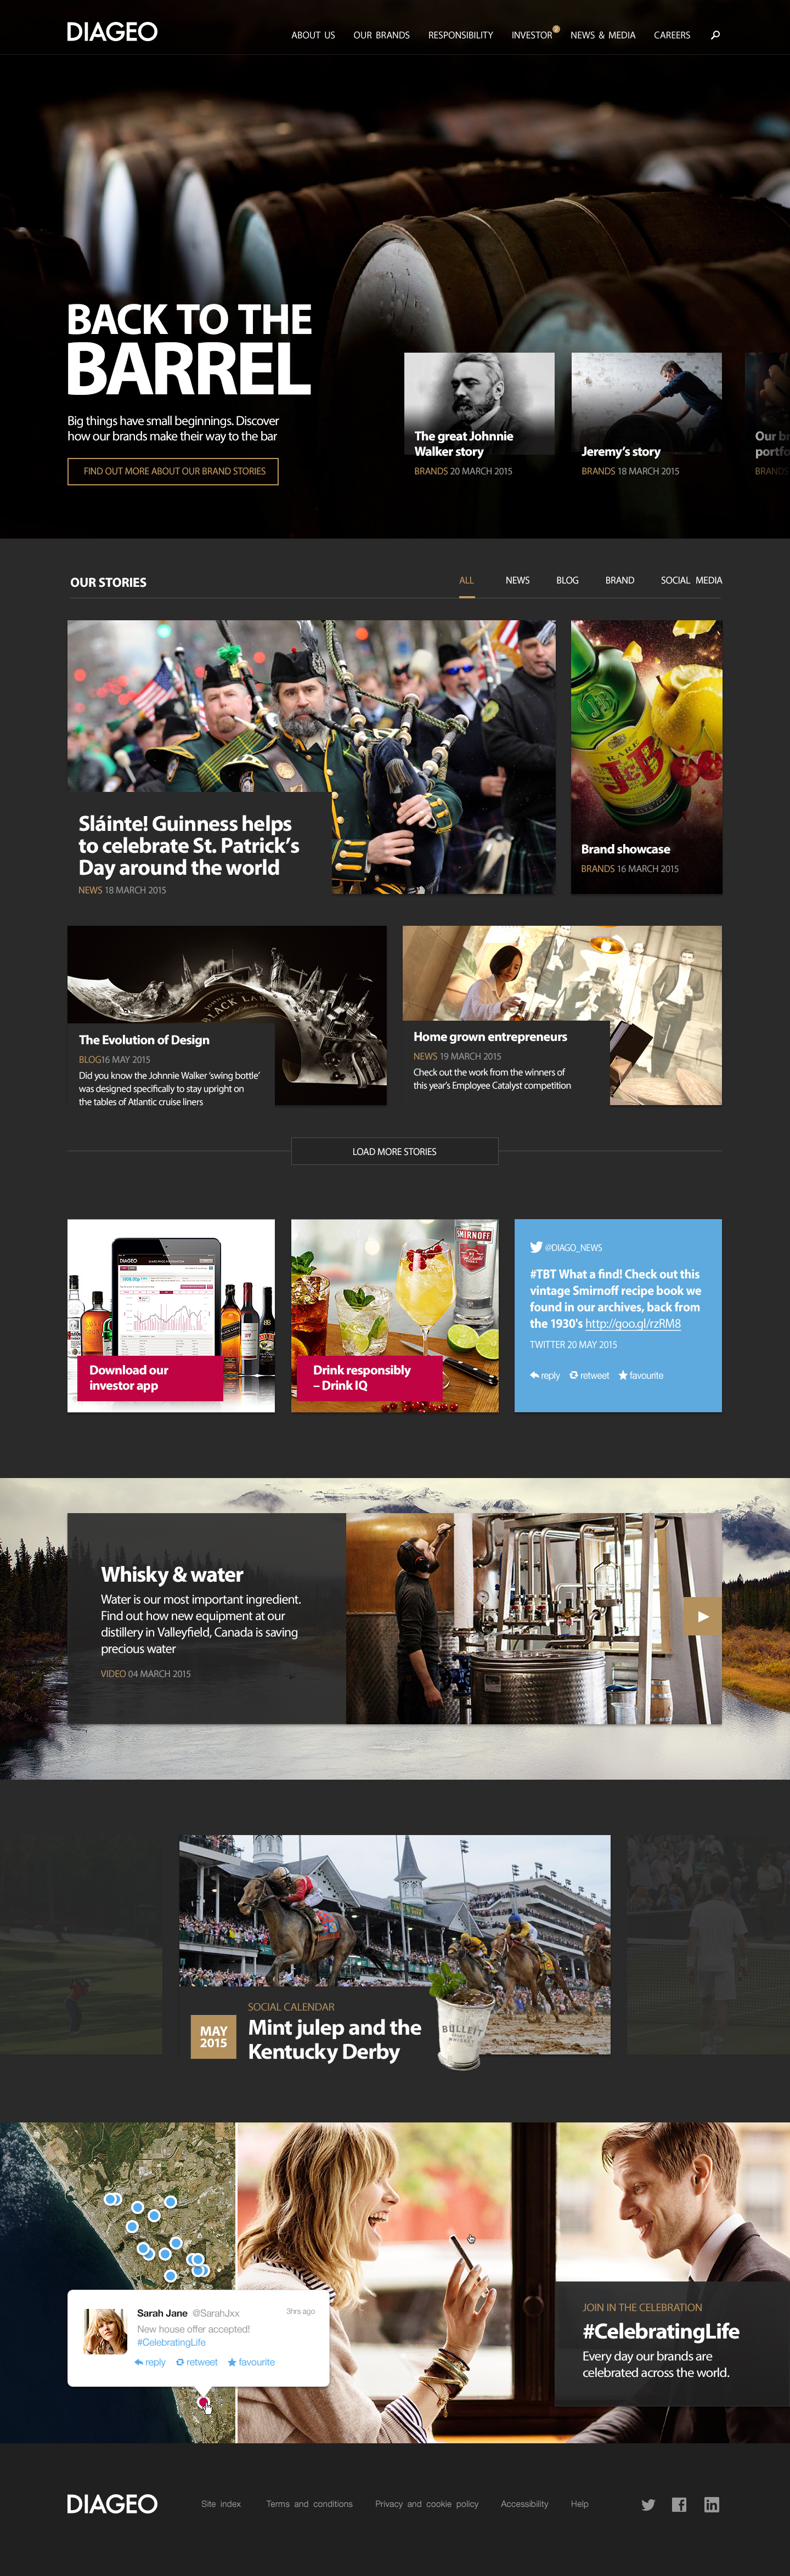 DIAGEO
ABOUT US
OUR BRANDS
RESPONSIBILITY
INVESTOR
NEWS & MEDIA
CAREERS
BACK TO THE
BARREL
Big things have small beginnings. Discover
how our brands make their way to the bar
FIND OUT MORE ABOUT OUR BRAND STORIES
The great Johnnie
Walker story
BRANDS 20 MARCH 2015
Jeremy's story
BRANDS 18 MARCH 2015
Our b
portfo
BRANDS
OUR STORIES
ALL
NEWS
BLOG
BRAND
SOCIAL MEDIA
Sláinte! Guinness helps
to celebrate St. Patrick's
Day around the world
NEWS 18 MARCH 2015
RARE
J&B
Brand showcase
BRANDS 16 MARCH 2015
BLACK LAB
The Evolution of Design
BLOG16 MAY 2015
Did you know the Johnnie Walker 'swing bottle'
was designed specifically to stay upright on
the tables of Atlantic cruise liners
Home grown entrepreneurs
NEWS 19 MARCH 2015
Check out the work from the winners of
this year's Employee Catalyst competition
LOAD MORE STORIES
DIAGEO
Download our
investor app
SMIRNOFF
Drink responsibly
– Drink IQ
@DIAGO_NEWS
#TBT What a find! Check out this
vintage Smirnoff recipe book we
found in our archives, back from
the 1930's http://goo.gl/rzRM8
TWITTER 20 MAY 2015
reply
retweet
favourite
Whisky & water
Water is our most important ingredient.
Find out how new equipment at our
distillery in Valleyfield, Canada is saving
precious water
VIDEO 04 MARCH 2015
MAY
2015
SOCIAL CALENDAR
Mint julep and the
Kentucky Derby
BULLEIT
Sarah Jane @SarahJxx
3hrs ago
New house offer accepted!
#CelebratingLife
reply
retweet
favourite
JOIN IN THE CELEBRATION
#CelebratingLife
Every day our brands are
celebrated across the world.
DIAGEO
Site index
Terms and conditions
Privacy and cookie policy
Accessibility
Help